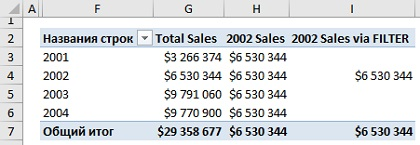 A F G H I
1
2 Названия строк Total Sales 2002 Sales 2002 Sales via FILTER
3 2001 $3 266 374 $6 530 344
4 2002 $6 530 344 $6 530 344 $6 530 344
5 2003 $9 791 060 $6 530 344
6 2004 $9 770 900 $6 530 344
7 Общий итог $29 358 677 $6 530 344 $6 530 344